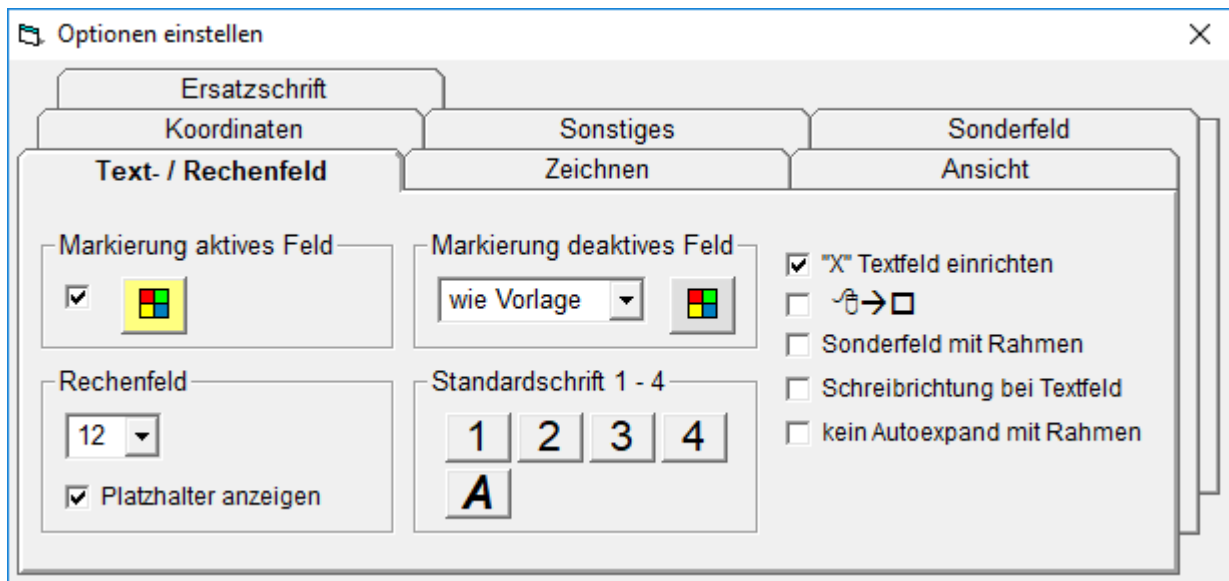 Optionen einstellen
Ersatzschrift
Koordinaten
Sonstiges
Sonderfeld
Text- / Rechenfeld
Zeichnen
Ansicht
Markierung aktives Feld
Markierung deaktives Feld
wie Vorlage
"X" Textfeld einrichten
Sonderfeld mit Rahmen
Schreibrichtung bei Textfeld
kein Autoexpand mit Rahmen
Rechenfeld
12
Platzhalter anzeigen
Standardschrift 1 - 4
1 2 3 4
A